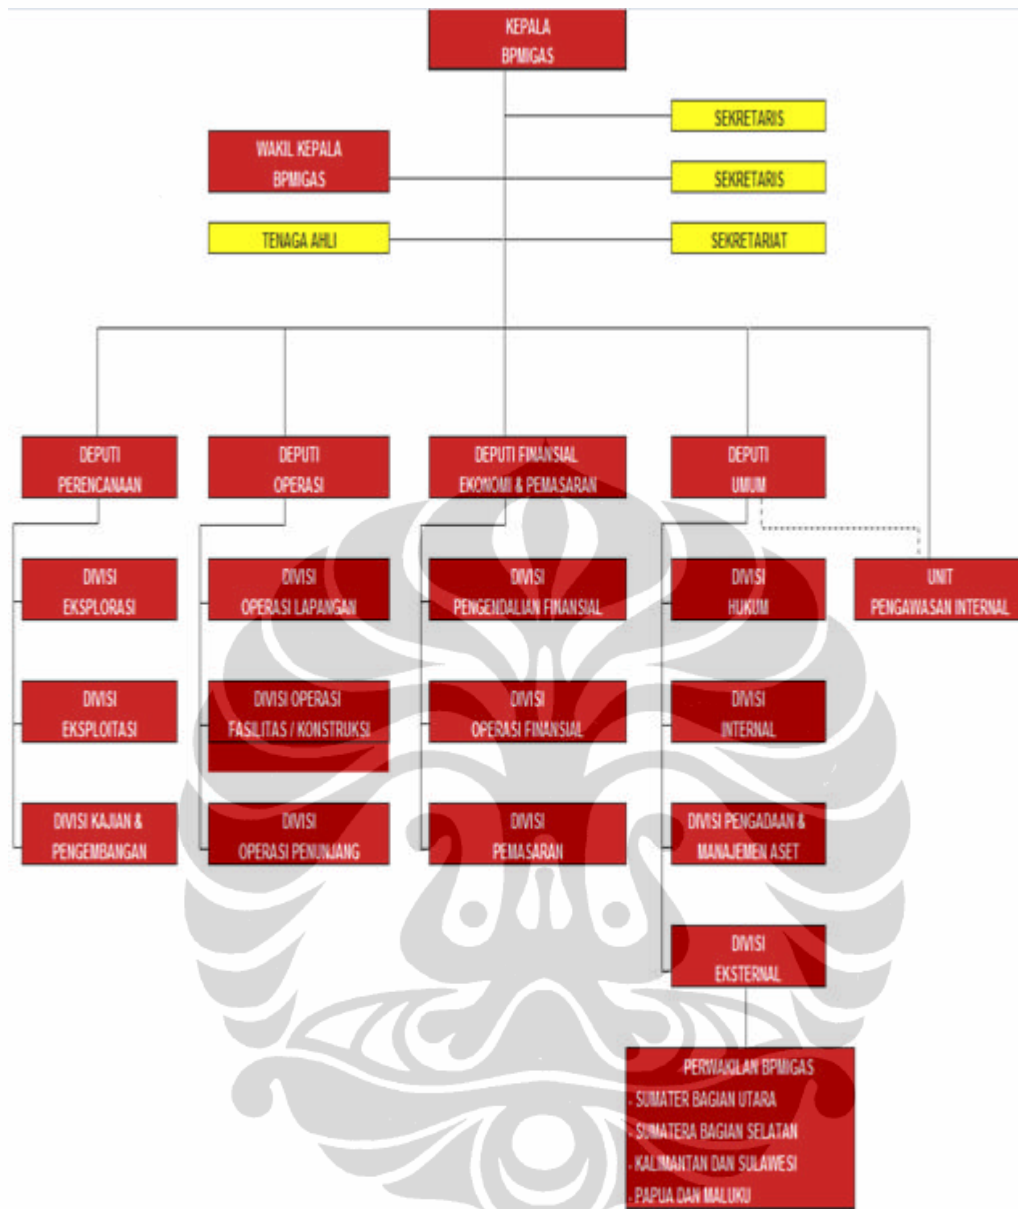 KEPALA
BPMIGAS
SEKRETARIS
WAKIL KEPALA
BPMIGAS
SEKRETARIS
TENAGA AHLI
SEKRETARIAT
DEPUTI
PERENCANAAN
DEPUTI
OPERASI
DEPUTI FINANSIAL
EKONOMI & PEMASARAN
DEPUTI
UMUM
DIVISI
EKSPLORASI
DIVISI
OPERASI LAPANGAN
DIVISI
PENGENDALIAN FINANSIAL
DIVISI
HUKUM
UNIT
PENGAWASAN INTERNAL
DIVISI
EKSPLOITASI
DIVISI OPERASI
FASILITAS / KONSTRUKSI
DIVISI
OPERASI FINANSIAL
DIVISI
INTERNAL
DIVISI KAJIAN &
PENGEMBANGAN
DIVISI
OPERASI PENUNJANG
DIVISI
PEMASARAN
DIVISI PENGADAAN &
MANAJEMEN ASET
DIVISI
EKSTERNAL
PERWAKILAN BPMIGAS
- SUMATER BAGIAN UTARA
- SUMATERA BAGIAN SELATAN
- KALIMANTAN DAN SULAWESI
- PAPUA DAN MALUKU